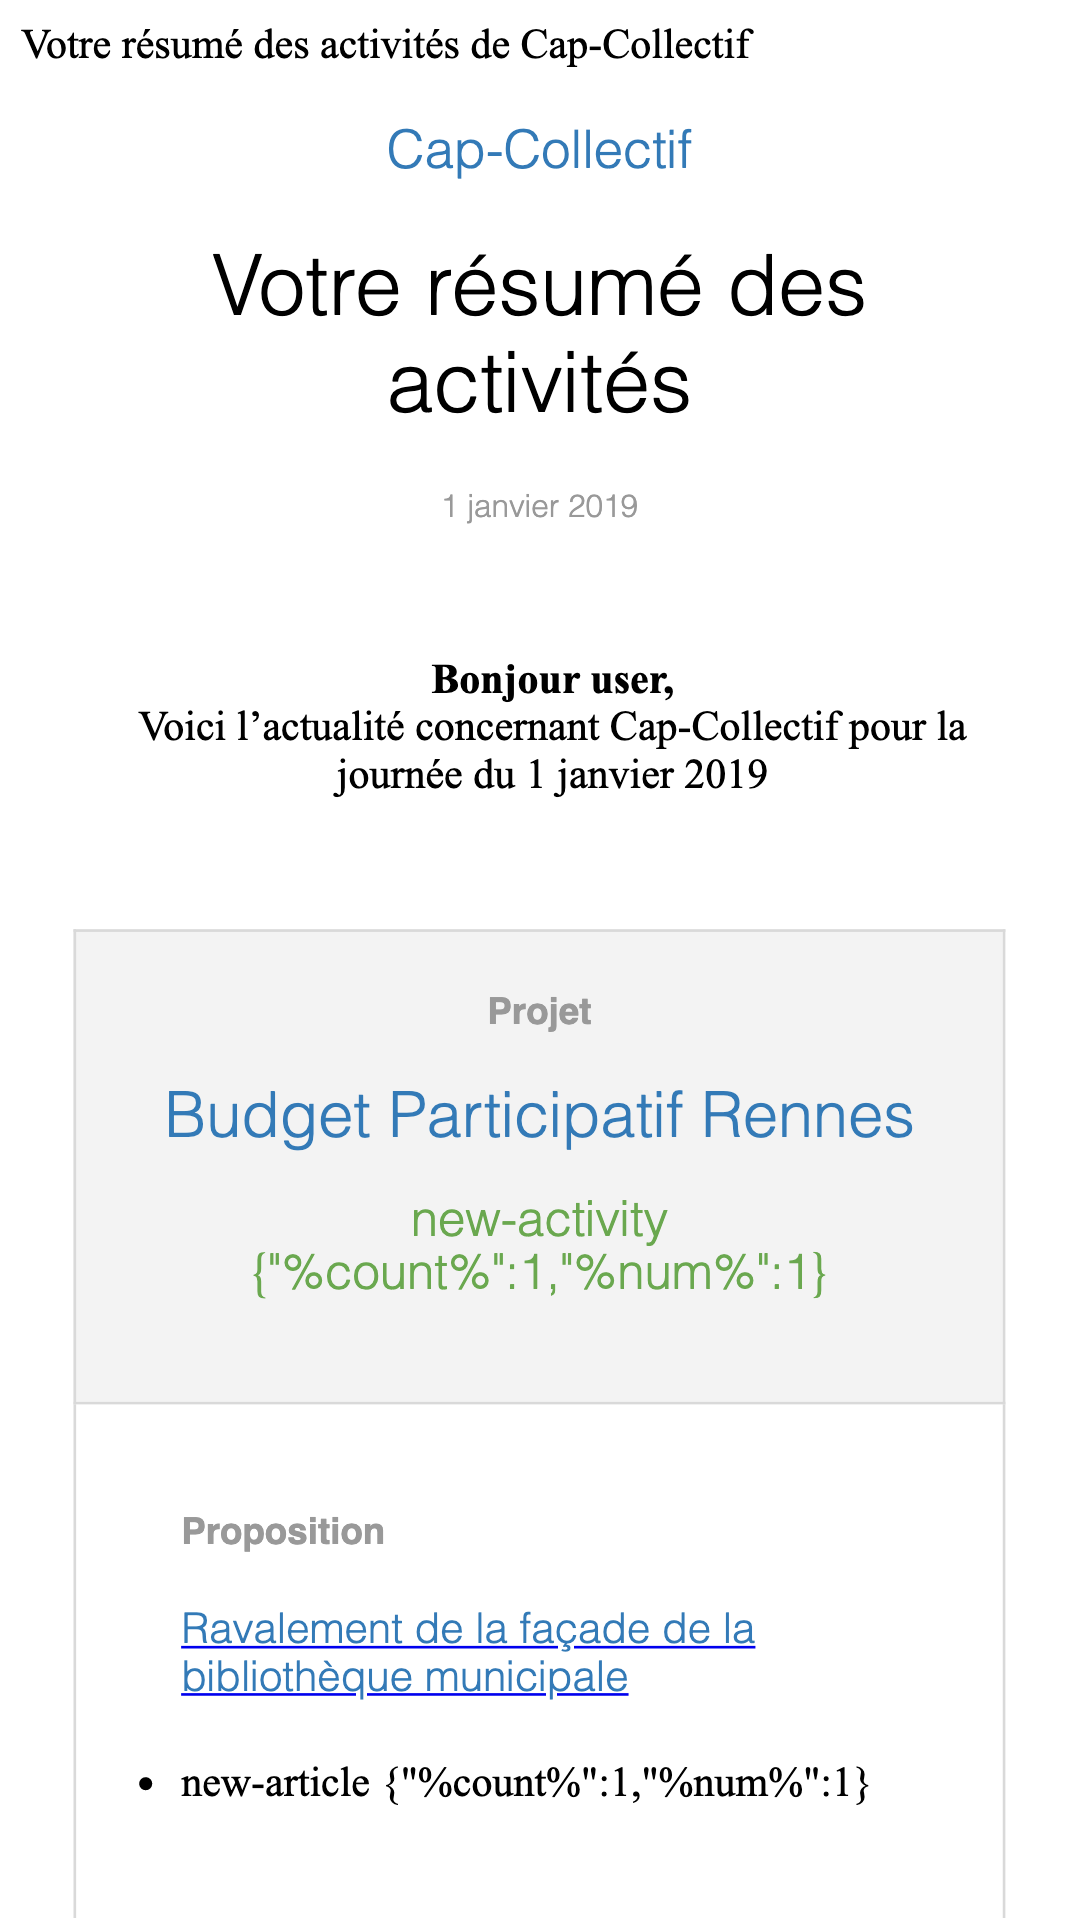 Votre résumé des activités de Cap-Collectif
Cap-Collectif
Votre résumé des
activités
1 janvier 2019
Bonjour user,
Voici l’actualité concernant Cap-Collectif pour la
journée du 1 janvier 2019
Projet
Budget Participatif Rennes
new-activity
{"%count%":1,"%num%":1}
Proposition
Ravalement de la façade de la
bibliothèque municipale
• new-article {"%count%":1,"%num%":1}